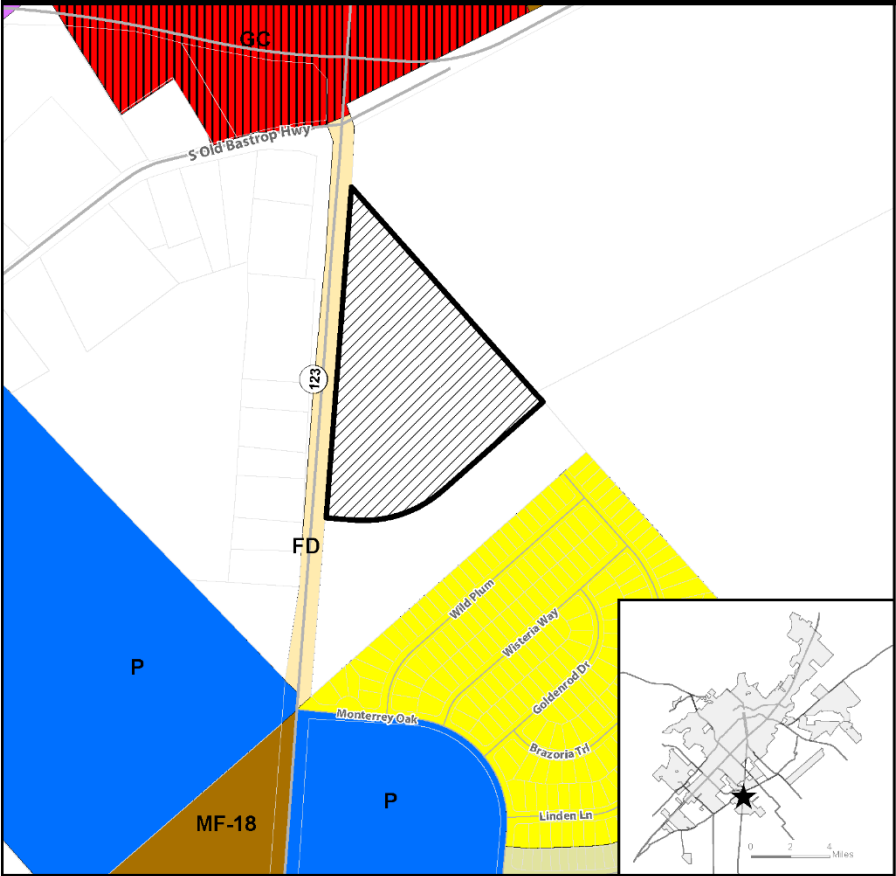 GC
S Old Bastrop Hwy
123
FD
Wild Plum
Wisteria Way
P
Goldenrod Dr
Monterrey Oak
Brazoria Trl
P
Linden Ln
MF-18
0 2 4
Miles